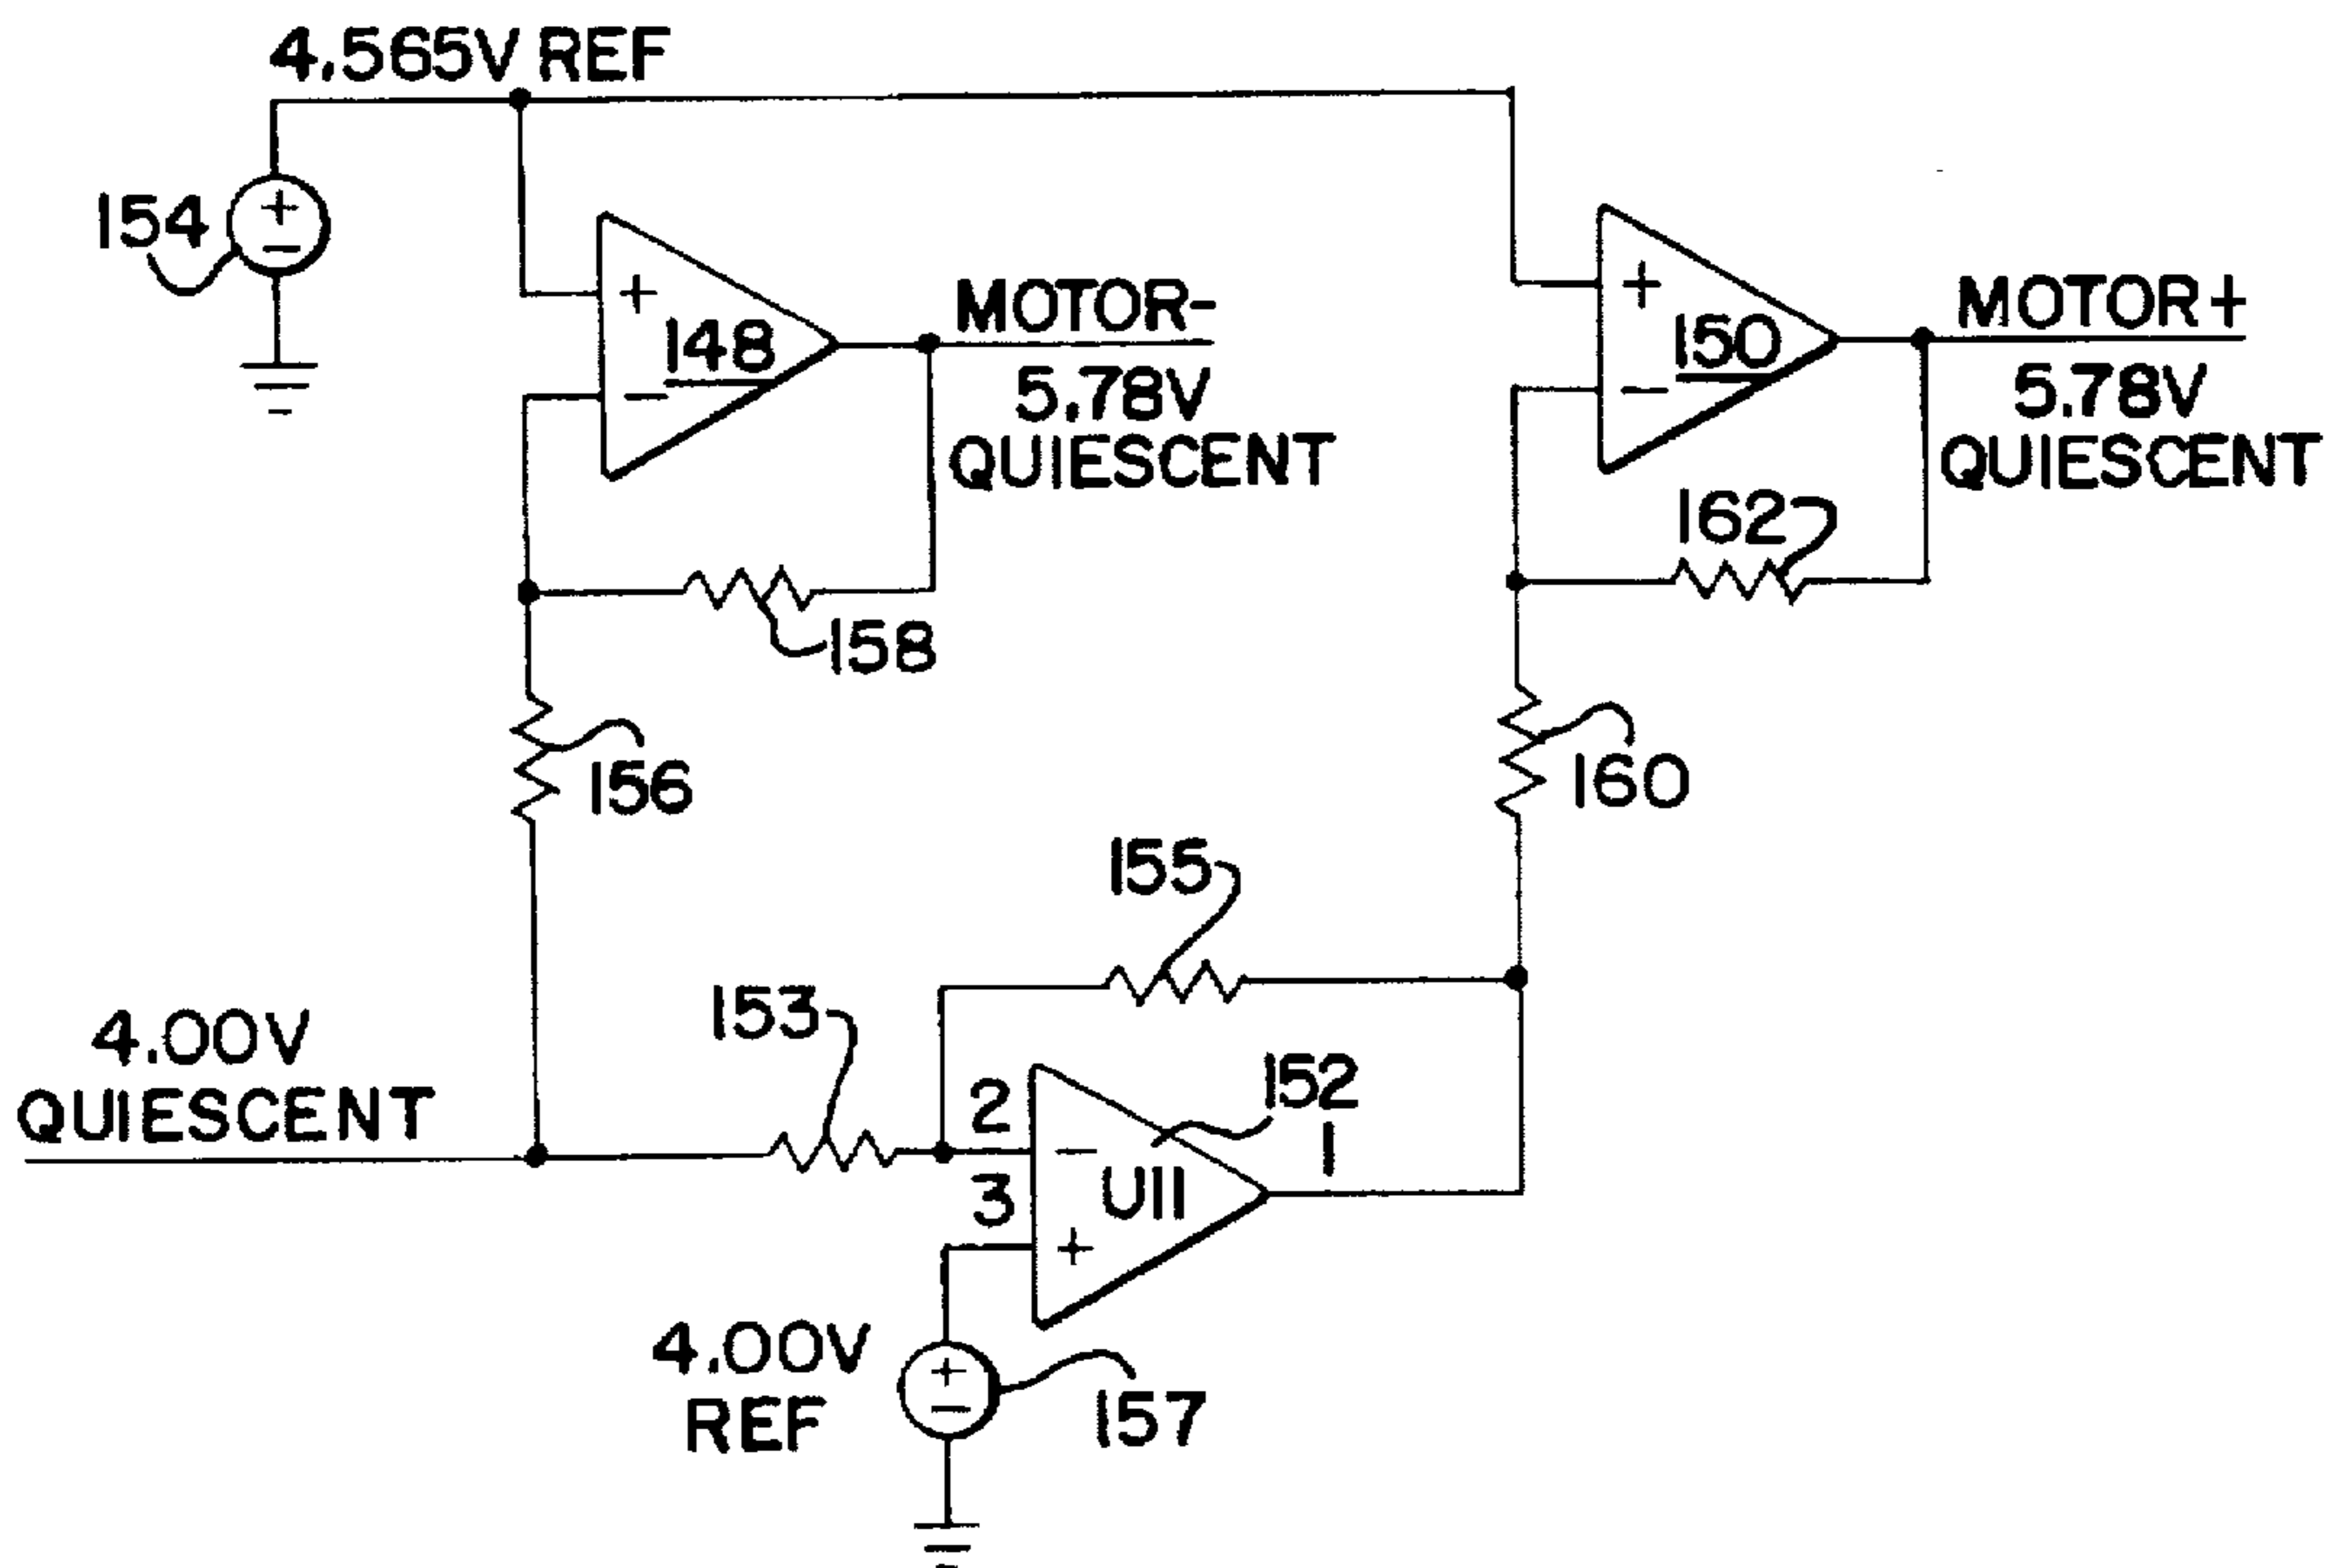 4.565V REF
154
+
−
+
148
−
MOTOR-
5.78V
QUIESCENT
+
150
−
MOTOR+
5.78V
QUIESCENT
162
158
156
160
155
153
4.00V
QUIESCENT
2
152
1
−
3
U11
+
4.00V
REF
+
−
157